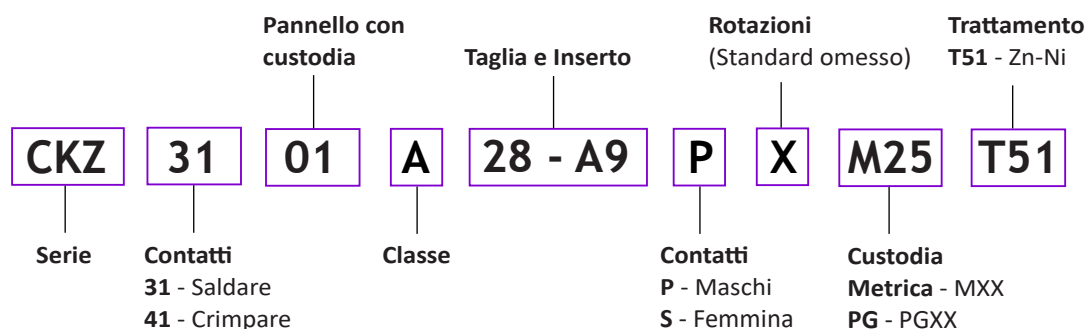 Pannello con
custodia
Taglia e Inserto
Rotazioni
(Standard omesso)
Trattamento
T51 - Zn-Ni
CKZ 31 01 A 28 - A9 P X M25 T51
Serie
Contatti
31 - Saldare
41 - Crimpare
Classe
Contatti
P - Maschi
S - Femmina
Custodia
Metrica - MXX
PG - PGXX